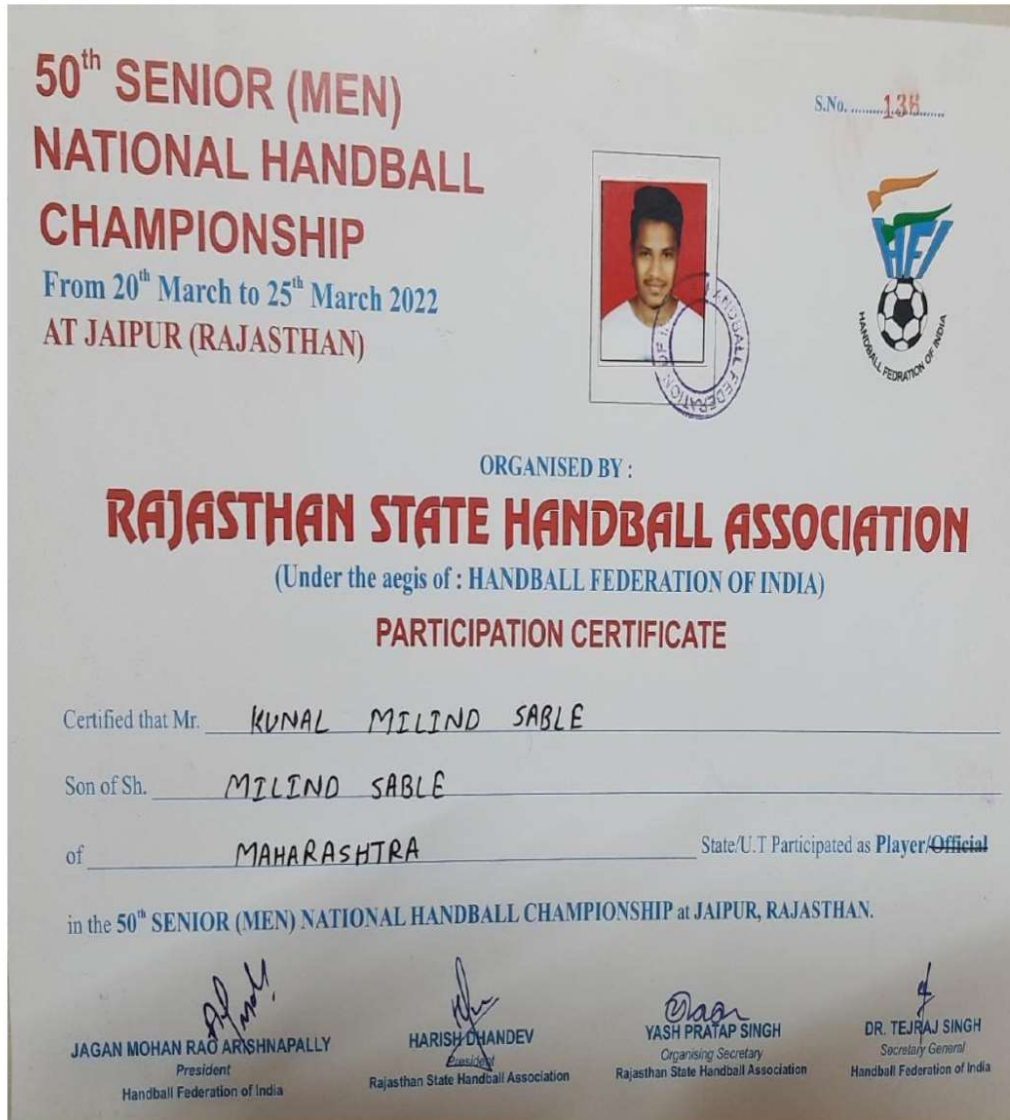 50th SENIOR (MEN)
NATIONAL HANDBALL
CHAMPIONSHIP
From 20th March to 25th March 2022
AT JAIPUR (RAJASTHAN)
S.No. ..........138..........
HFI
HANDBALL FEDRATION OF INDIA
HANDBALL FEDERATION OF
ORGANISED BY :
RAJASTHAN STATE HANDBALL ASSOCIATION
(Under the aegis of : HANDBALL FEDERATION OF INDIA)
PARTICIPATION CERTIFICATE
Certified that Mr. KUNAL MILIND SABLE
Son of Sh. MILIND SABLE
of MAHARASHTRA State/U.T Participated as Player/Official
in the 50th SENIOR (MEN) NATIONAL HANDBALL CHAMPIONSHIP at JAIPUR, RAJASTHAN.
JAGAN MOHAN RAO ARISHNAPALLY
President
Handball Federation of India
HARISH DHANDEV
President
Rajasthan State Handball Association
YASH PRATAP SINGH
Organising Secretary
Rajasthan State Handball Association
DR. TEJRAJ SINGH
Secretary General
Handball Federation of India